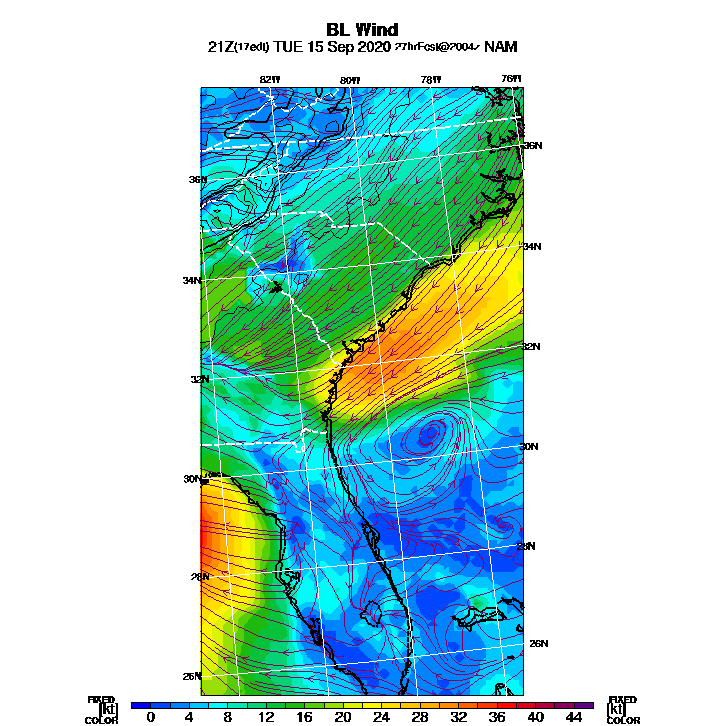 BL Wind
21Z(17edt) TUE 15 Sep 2020 27hrFcst@2004z NAM
82W 80W 78W 76W
36N
36N
34N
34N
32N
32N
30N
30N
28N
28N
26N
26N
FIXED FIXED
[kt] 0 4 8 12 16 20 24 28 32 36 40 44 [kt]
COLOR COLOR